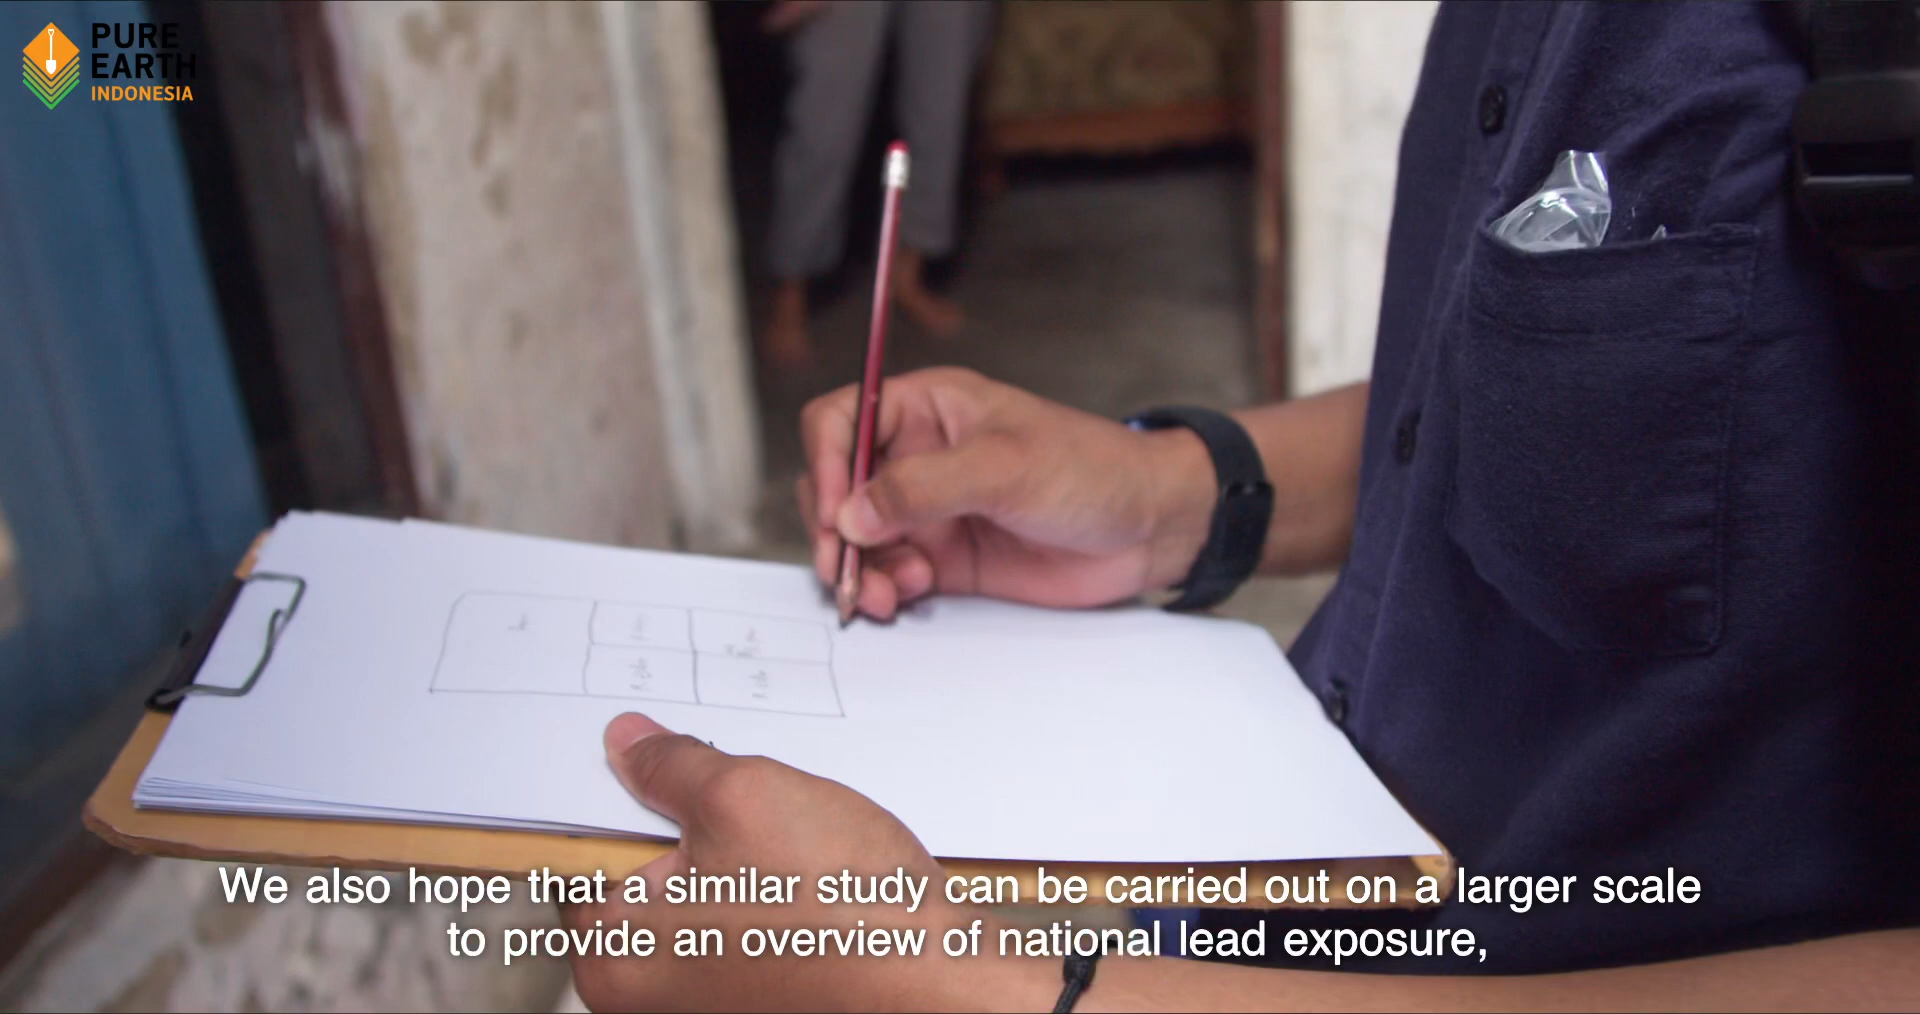 PURE
EARTH
INDONESIA
We also hope that a similar study can be carried out on a larger scale
to provide an overview of national lead exposure,